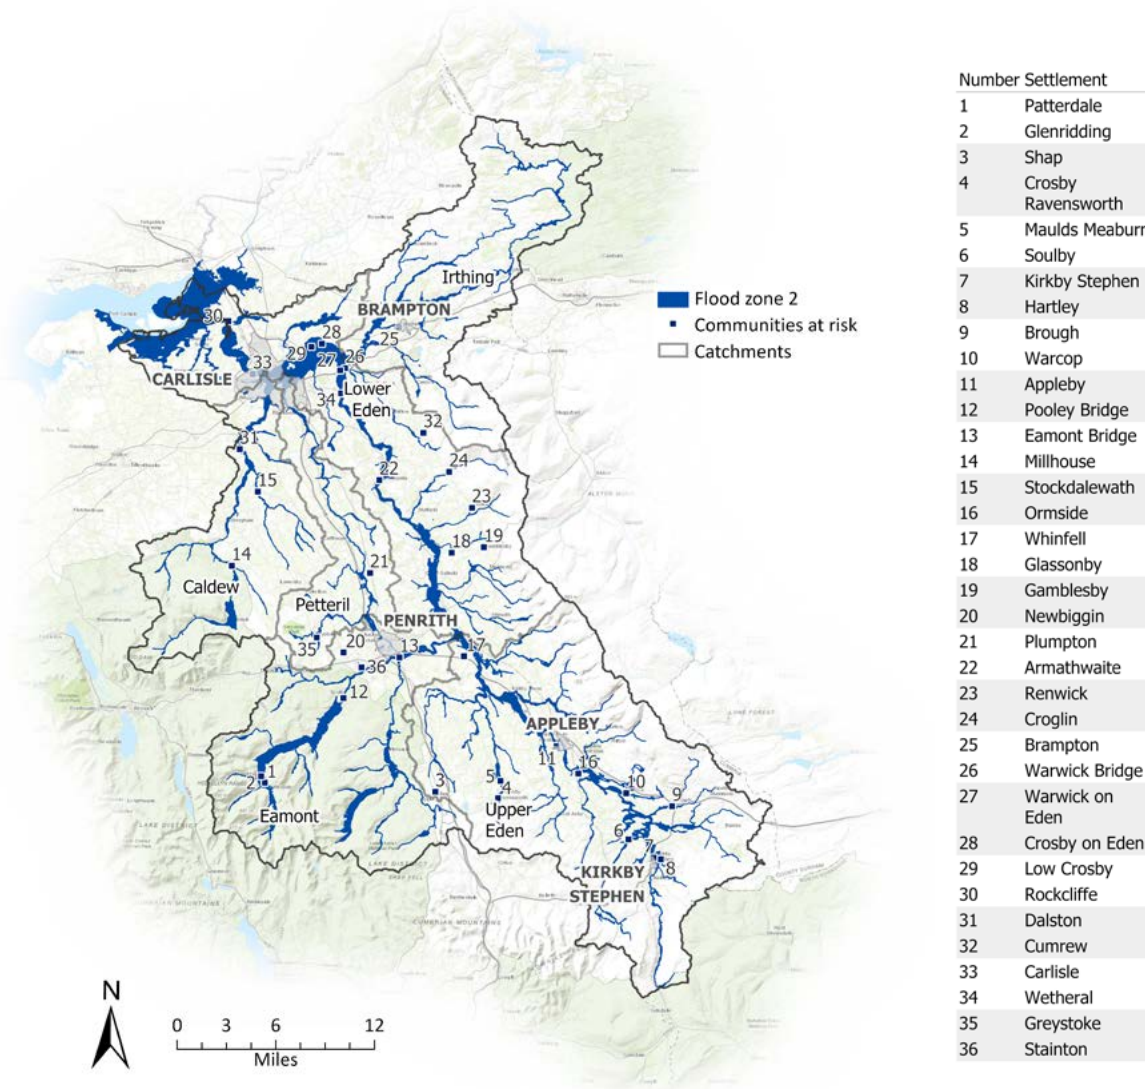 Irthing
BRAMPTON
Flood zone 2
Communities at risk
Catchments
30
28
29
25
27
26
33
CARLISLE
Lower
Eden
34
32
31
24
22
15
23
19
18
14
21
Caldew
Petteril
PENRITH
35
20
13
17
36
12
APPLEBY
11
16
1
2
3
5
4
10
9
Eamont
Upper
Eden
6
7
8
KIRKBY
STEPHEN
N
0 3 6 12
Miles
Number Settlement
1 Patterdale
2 Glenridding
3 Shap
4 Crosby
Ravensworth
5 Maulds Meaburn
6 Soulby
7 Kirkby Stephen
8 Hartley
9 Brough
10 Warcop
11 Appleby
12 Pooley Bridge
13 Eamont Bridge
14 Millhouse
15 Stockdalewath
16 Ormside
17 Whinfell
18 Glassonby
19 Gamblesby
20 Newbiggin
21 Plumpton
22 Armathwaite
23 Renwick
24 Croglin
25 Brampton
26 Warwick Bridge
27 Warwick on
Eden
28 Crosby on Eden
29 Low Crosby
30 Rockcliffe
31 Dalston
32 Cumrew
33 Carlisle
34 Wetheral
35 Greystoke
36 Stainton